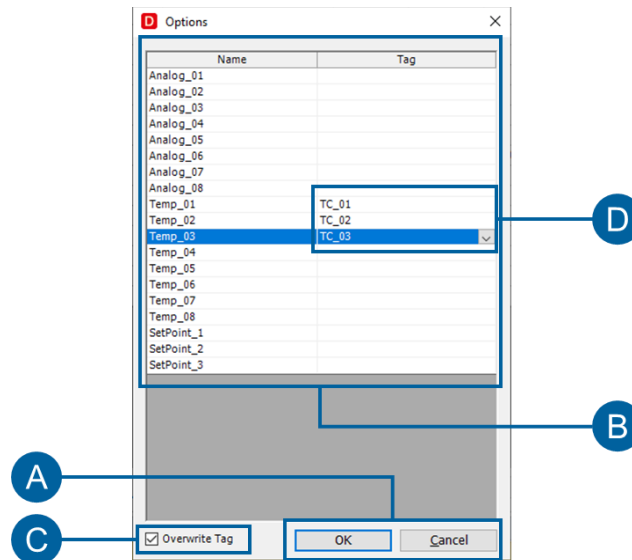 D Options
Name Tag
Analog_01
Analog_02
Analog_03
Analog_04
Analog_05
Analog_06
Analog_07
Analog_08
Temp_01 TC_01
Temp_02 TC_02
D
Temp_03 TC_03
Temp_04
Temp_05
Temp_06
Temp_07
Temp_08
SetPoint_1
SetPoint_2
SetPoint_3
B
A
C
Overwrite Tag OK Cancel